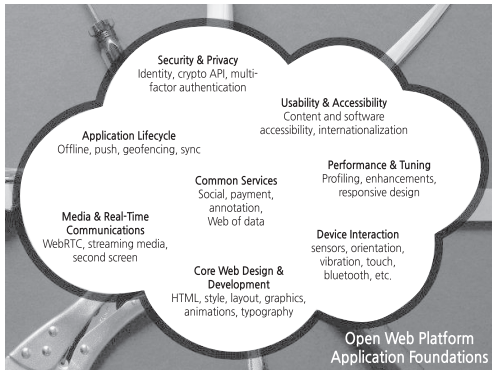 Security & Privacy
Identity, crypto API, multi-
factor authentication
Usability & Accessibility
Content and software
accessibility, internationalization
Application Lifecycle
Offline, push, geofencing, sync
Performance & Tuning
Profiling, enhancements,
responsive design
Common Services
Social, payment,
annotation,
Web of data
Media & Real-Time
Communications
WebRTC, streaming media,
second screen
Device Interaction
sensors, orientation,
vibration, touch,
bluetooth, etc.
Core Web Design &
Development
HTML, style, layout, graphics,
animations, typography
Open Web Platform
Application Foundations